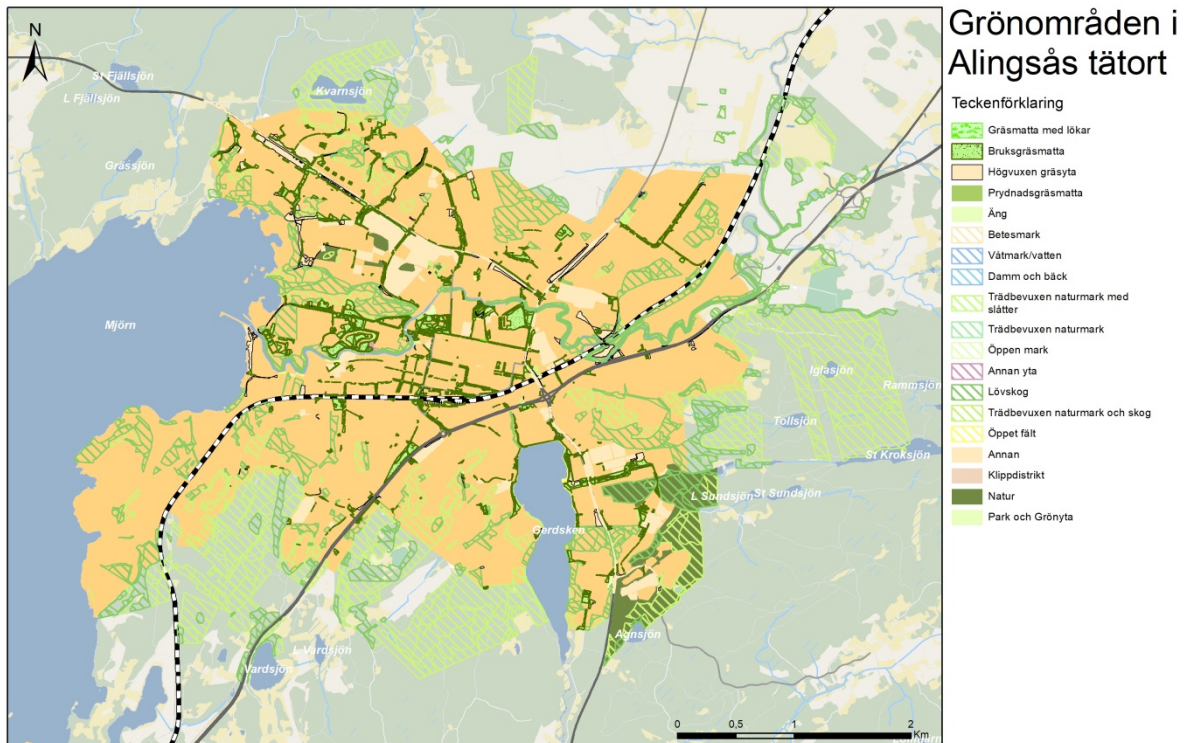 Grönområden i
Alingsås tätort
Teckenförklaring
Gräsmatta med lökar
Bruksgräsmatta
Högvuxen gräsyta
Prydnadsgräsmatta
Äng
Betesmark
Våtmark/vatten
Damm och bäck
Trädbevuxen naturmark med
slåtter
Trädbevuxen naturmark
Öppen mark
Annan yta
Lövskog
Trädbevuxen naturmark och skog
Öppet fält
Annan
Klippdistrikt
Natur
Park och Grönyta
N
St Fjällsjön
L Fjällsjön
Kvarnsjön
Grässjön
Mjörn
Iglasjön
Rammsjön
Tollsjön
St Kroksjön
L Sundsjön
St Sundsjön
Gerdsken
Agnsjön
L Vardsjön
Vardsjön
0 0,5 1 2
Km